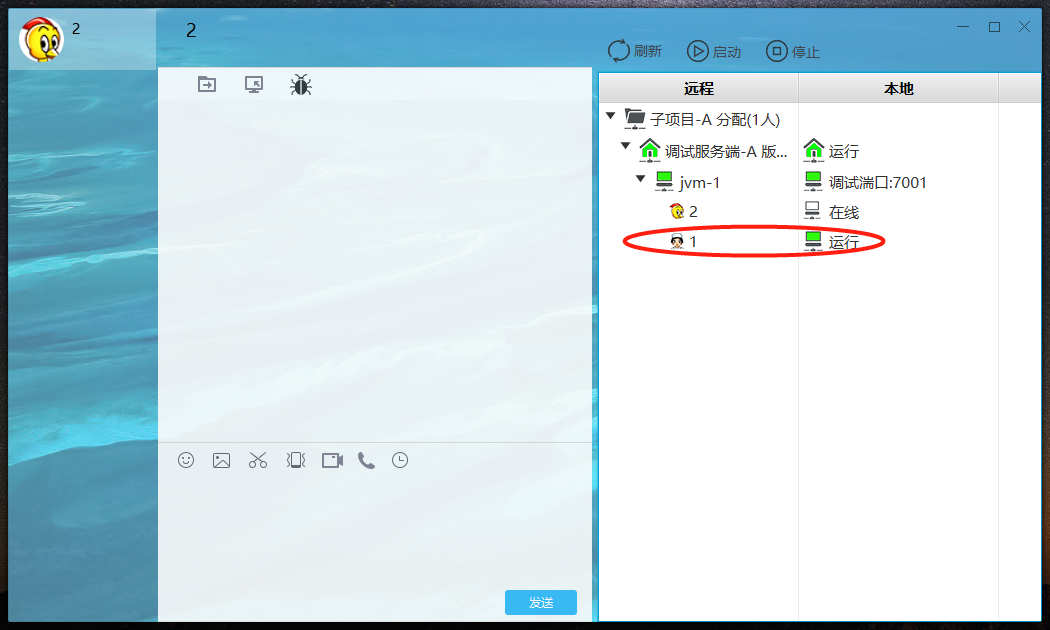 2
2
刷新 启动 停止
远程 本地
子项目-A 分配(1人)
调试服务端-A 版... 运行
jvm-1 调试湍口:7001
2 在线
1 运行
发送